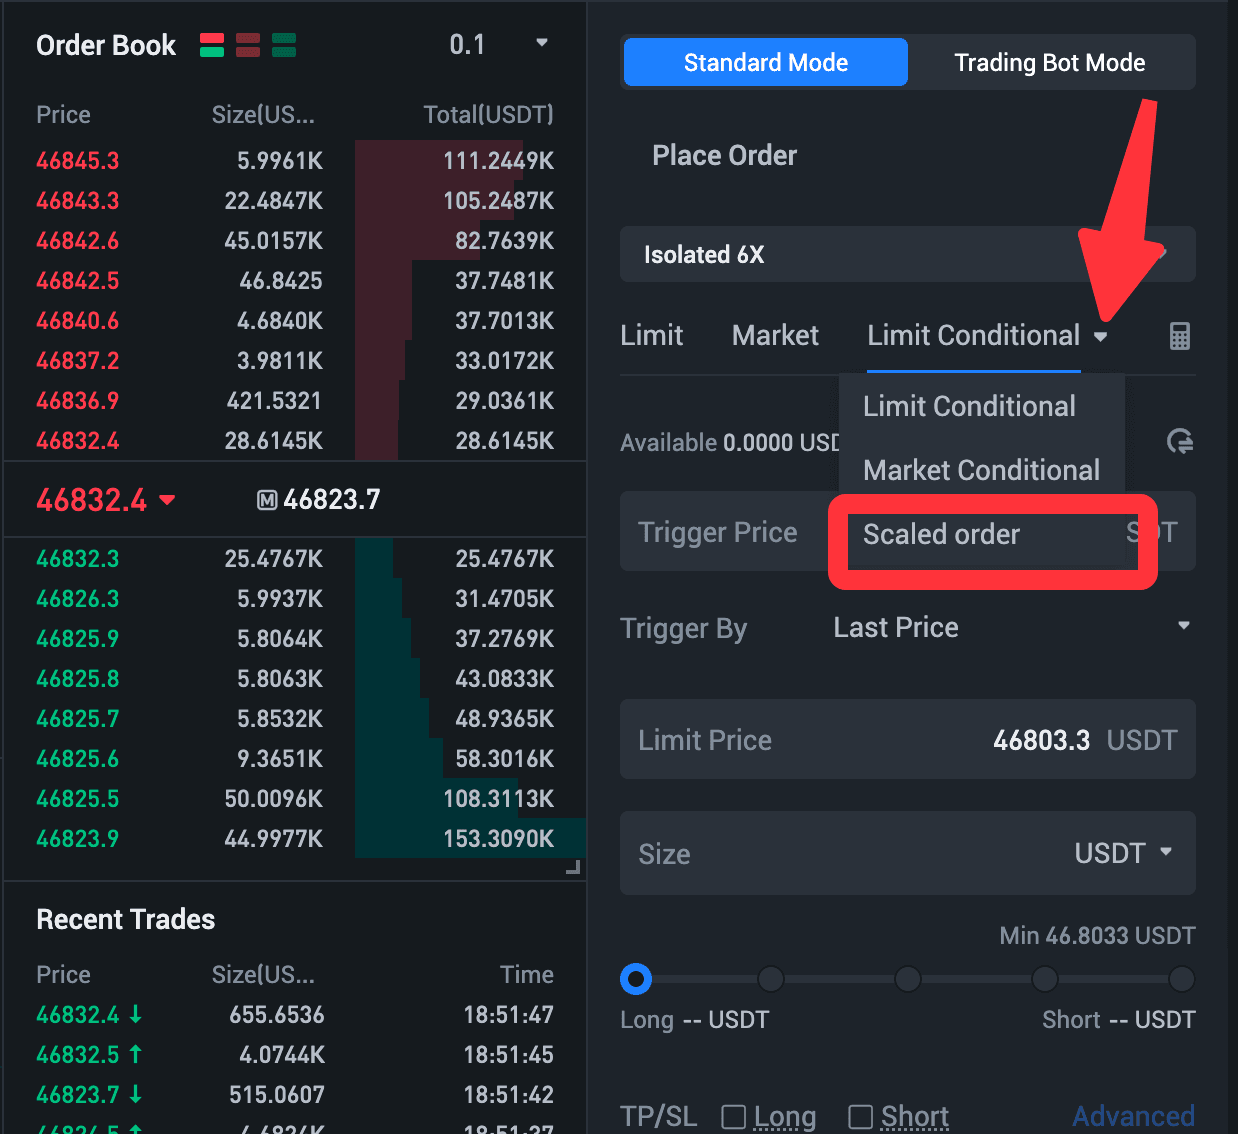 Order Book 0.1
Price Size(US... Total(USDT)
46845.3 5.9961K 111.2449K
46843.3 22.4847K 105.2487K
46842.6 45.0157K 82.7639K
46842.5 46.8425 37.7481K
46840.6 4.6840K 37.7013K
46837.2 3.9811K 33.0172K
46836.9 421.5321 29.0361K
46832.4 28.6145K 28.6145K
46832.4 M 46823.7
46832.3 25.4767K 25.4767K
46826.3 5.9937K 31.4705K
46825.9 5.8064K 37.2769K
46825.8 5.8063K 43.0833K
46825.7 5.8532K 48.9365K
46825.6 9.3651K 58.3016K
46825.5 50.0096K 108.3113K
46823.9 44.9977K 153.3090K
Recent Trades
Price Size(US... Time
46832.4 ↓ 655.6536 18:51:47
46832.5 ↑ 4.0744K 18:51:45
46823.7 ↓ 515.0607 18:51:42
Standard Mode Trading Bot Mode
Place Order
Isolated 6X
Limit Market Limit Conditional
Limit Conditional
Available 0.0000 USD
Market Conditional
Trigger Price Scaled order
Trigger By Last Price
Limit Price 46803.3 USDT
Size USDT
Min 46.8033 USDT
Long -- USDT Short -- USDT
TP/SL Long Short Advanced